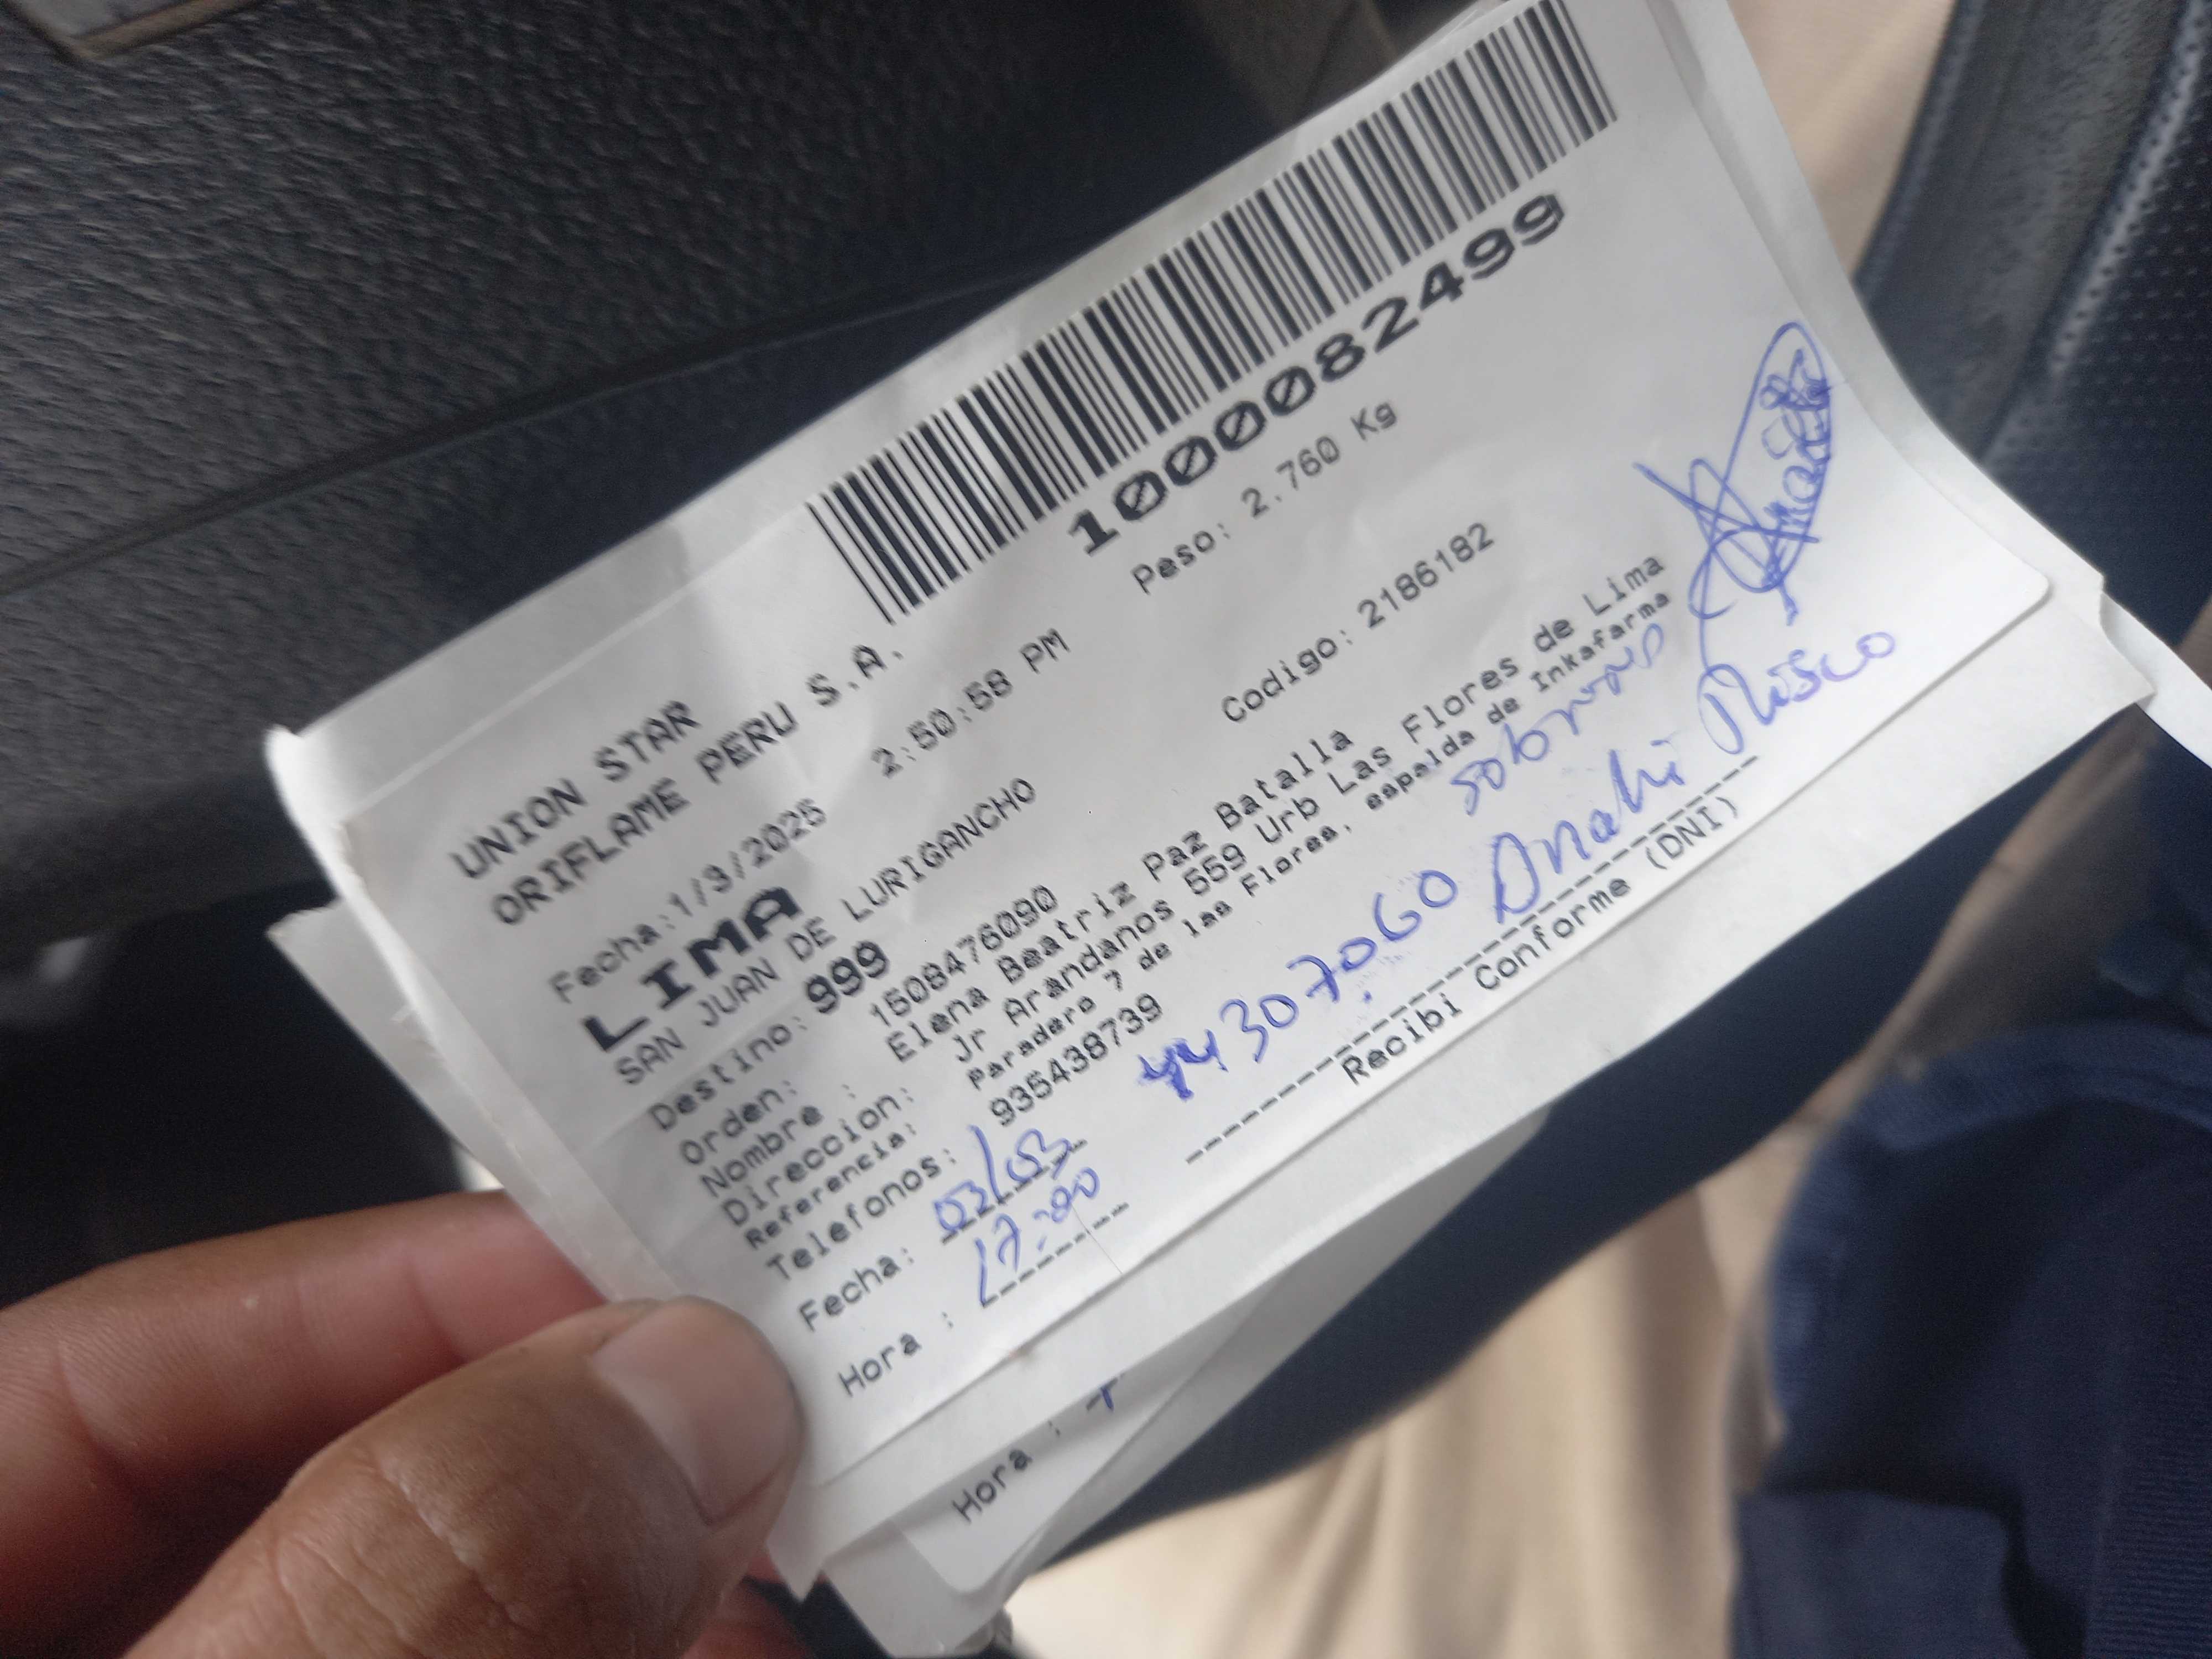 1000082499
Peso: 2.760 Kg
UNION STAR
ORIFLAME PERU S.A.
Fecha:1/3/2025 2:50:58 PM
LIMA
SAN JUAN DE LURIGANCHO
Destino: 999 Codigo: 2186182
Orden: 1508476090
Nombre : Elena Beatriz Paz Batalla
Direccion: Jr Arandanos 559 Urb Las Flores de Lima
Referencia: Paradero 7 de las Flores, espalda de Inkafarma
Telefonos: 935438739
sobrina
44307060 Anahi Risco
Fecha: 03/03
Recibi Conforme (DNI)
Hora : 17:20
Hora :